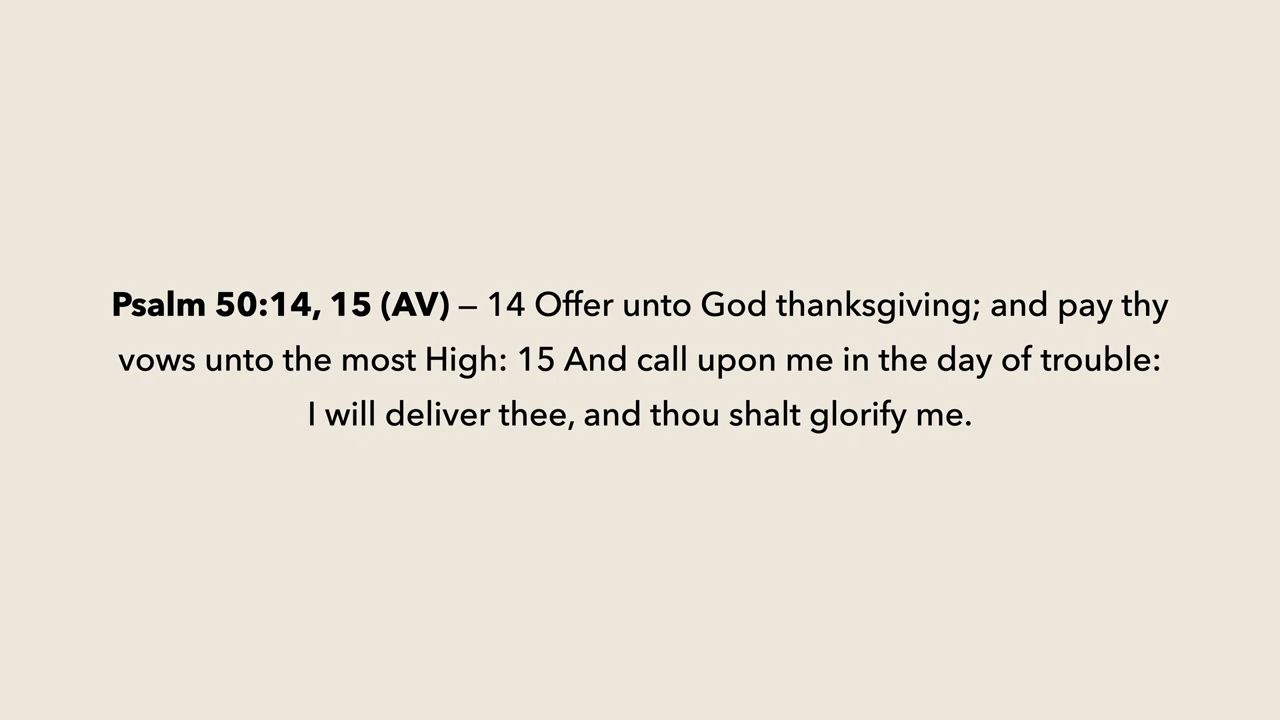 Psalm 50:14, 15 (AV) – 14 Offer unto God thanksgiving; and pay thy
vows unto the most High: 15 And call upon me in the day of trouble:
I will deliver thee, and thou shalt glorify me.